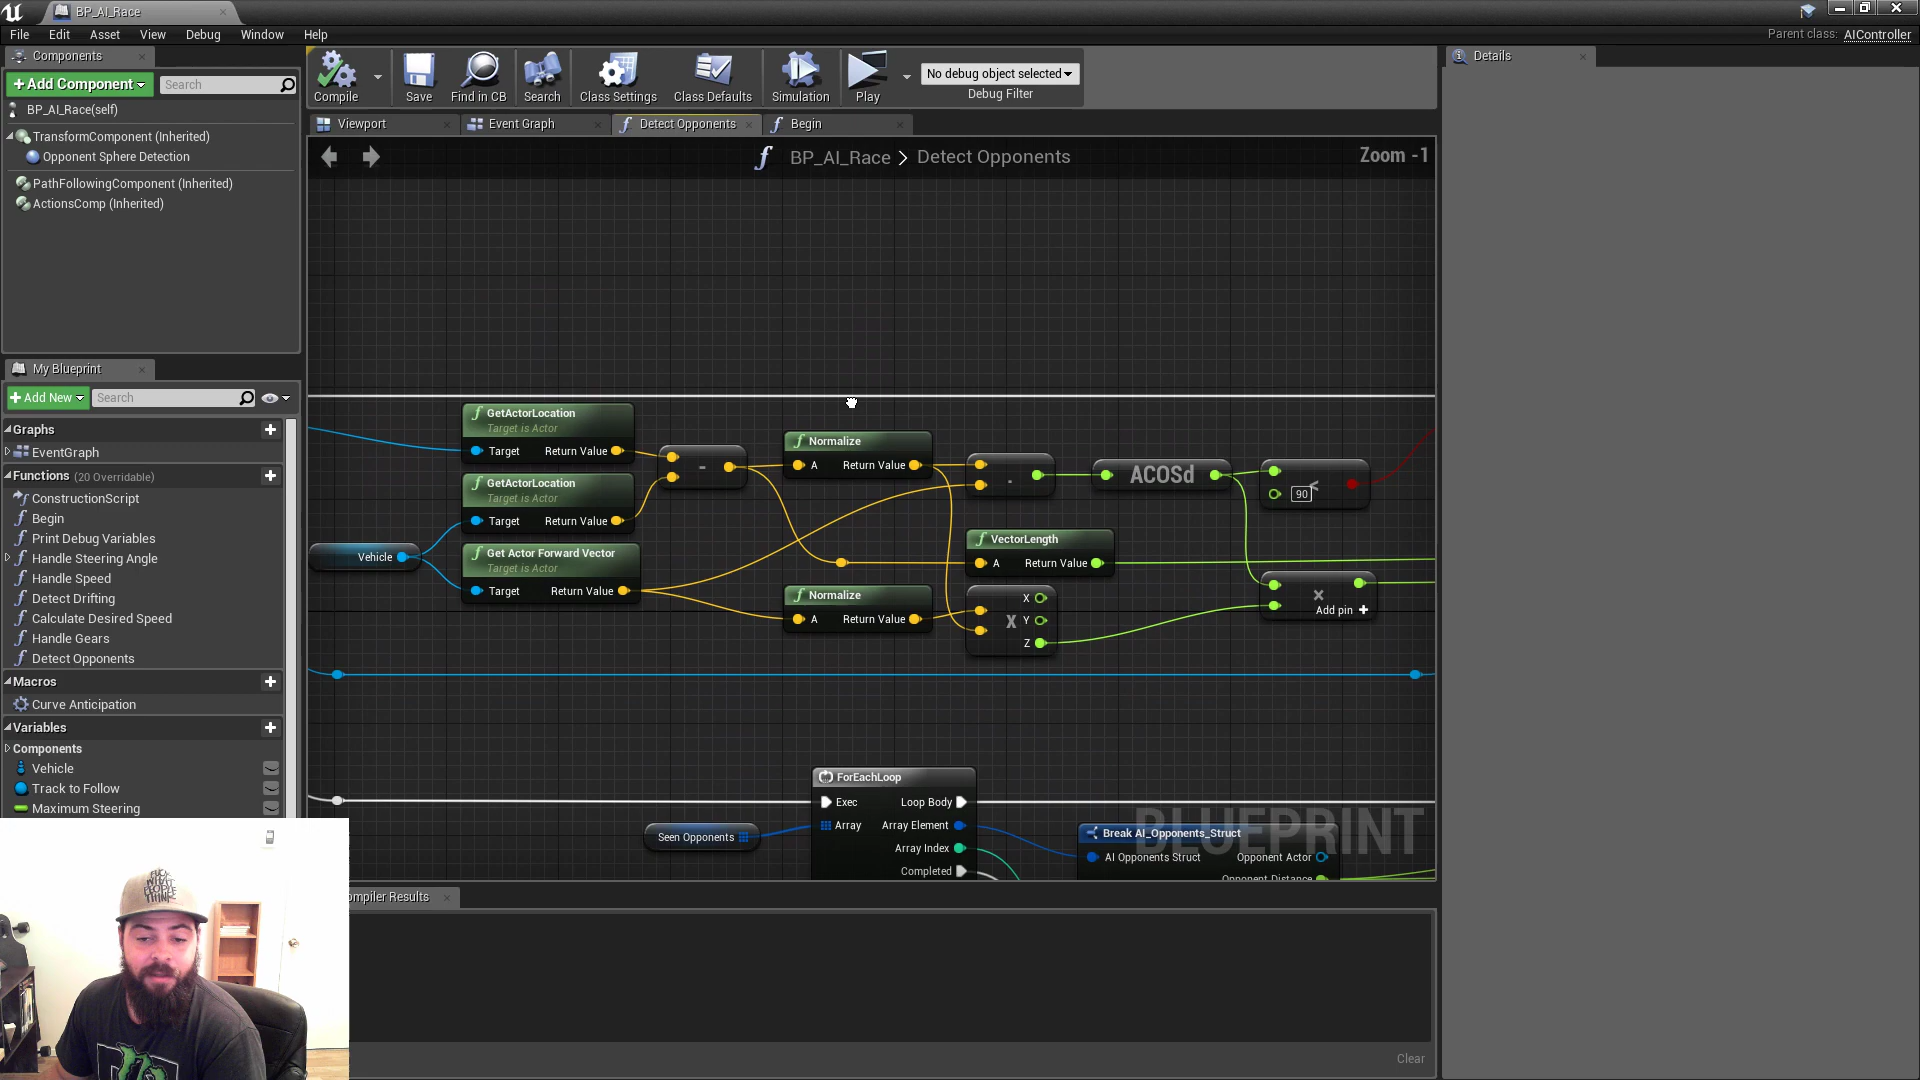 BP_AI_Race
File Edit Asset View Debug Window Help
Parent class: AIController
Components
+Add Component
Search
BP_AI_Race(self)
TransformComponent (Inherited)
Opponent Sphere Detection
PathFollowingComponent (Inherited)
ActionsComp (Inherited)
Compile
Save
Find in CB
Search
Class Settings
Class Defaults
Simulation
Play
No debug object selected
Debug Filter
Details
Viewport
Event Graph
Detect Opponents
Begin
BP_AI_Race > Detect Opponents
Zoom -1
My Blueprint
+Add New
Search
Graphs
EventGraph
Functions (20 Overridable)
ConstructionScript
Begin
Print Debug Variables
Handle Steering Angle
Handle Speed
Detect Drifting
Calculate Desired Speed
Handle Gears
Detect Opponents
Macros
Curve Anticipation
Variables
Components
Vehicle
Track to Follow
Maximum Steering
GetActorLocation
Target is Actor
Target Return Value
GetActorLocation
Target is Actor
Target Return Value
Vehicle
Get Actor Forward Vector
Target is Actor
Target Return Value
-
Normalize
A Return Value
.
ACOSd
90 <
VectorLength
A Return Value
Normalize
A Return Value
X
X
Y
Z
×
Add pin +
ForEachLoop
Exec Loop Body
Array Array Element
Array Index
Completed
Seen Opponents
Break AI_Opponents_Struct
AI Opponents Struct Opponent Actor
Opponent Distance
BLUEPRINT
ompiler Results
Clear
FUCK
WHAT
PEOPLE
THINK